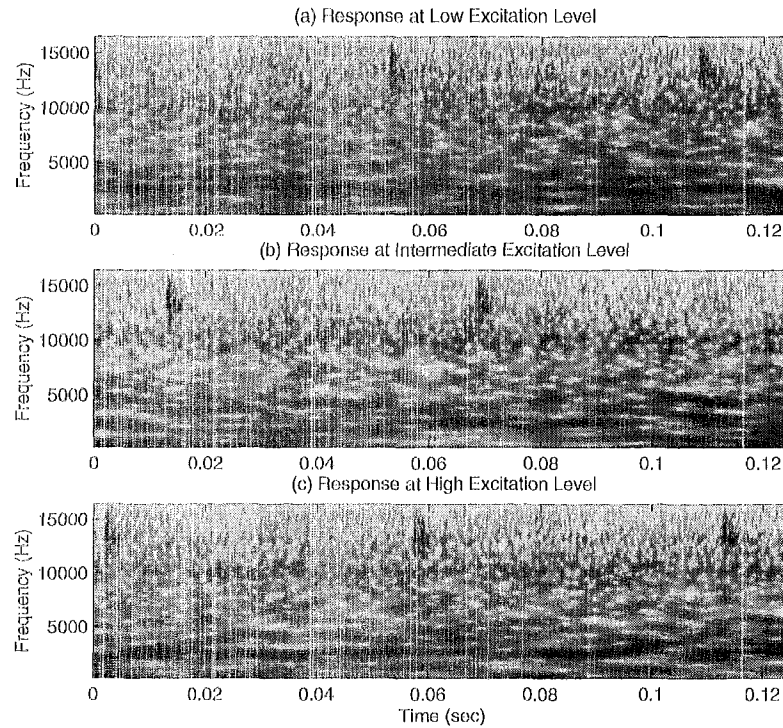 (a) Response at Low Excitation Level
15000
10000
5000
Frequency (Hz)
0 0.02 0.04 0.06 0.08 0.1 0.12
(b) Response at Intermediate Excitation Level
15000
10000
5000
Frequency (Hz)
0 0.02 0.04 0.06 0.08 0.1 0.12
(c) Response at High Excitation Level
15000
10000
5000
Frequency (Hz)
0 0.02 0.04 0.06 0.08 0.1 0.12
Time (sec)